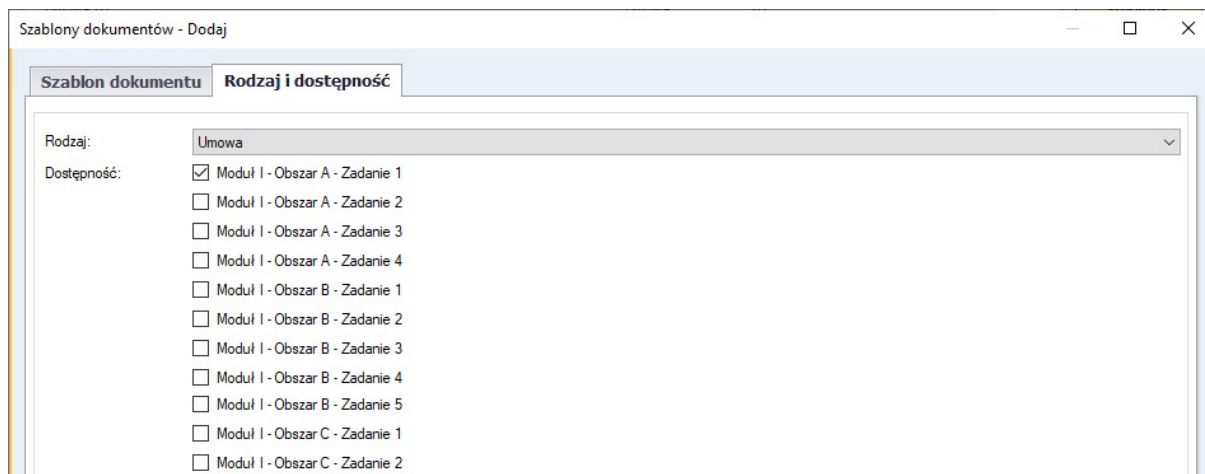 Szablony dokumentów - Dodaj
Szablon dokumentu Rodzaj i dostępność
Rodzaj: Umowa
Dostępność: Moduł I - Obszar A - Zadanie 1
Moduł I - Obszar A - Zadanie 2
Moduł I - Obszar A - Zadanie 3
Moduł I - Obszar A - Zadanie 4
Moduł I - Obszar B - Zadanie 1
Moduł I - Obszar B - Zadanie 2
Moduł I - Obszar B - Zadanie 3
Moduł I - Obszar B - Zadanie 4
Moduł I - Obszar B - Zadanie 5
Moduł I - Obszar C - Zadanie 1
Moduł I - Obszar C - Zadanie 2